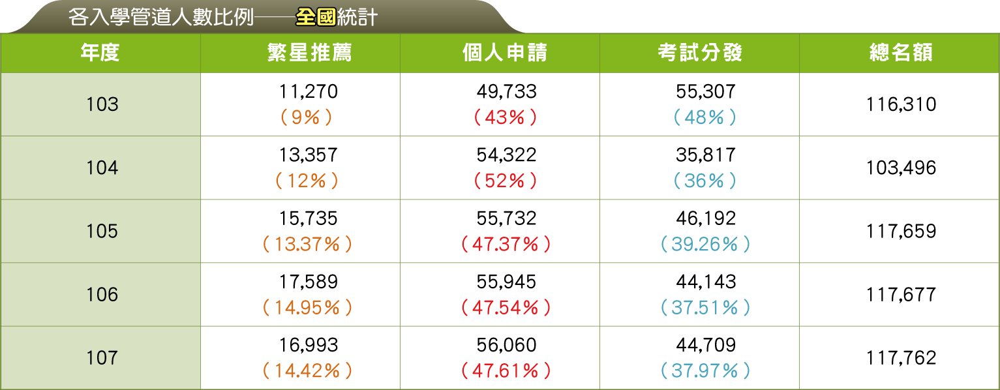 各入學管道人數比例——全國統計
年度 繁星推薦 個人申請 考試分發 總名額
103 11,270 49,733 55,307 116,310
(9%) (43%) (48%)
104 13,357 54,322 35,817 103,496
(12%) (52%) (36%)
105 15,735 55,732 46,192 117,659
(13.37%) (47.37%) (39.26%)
106 17,589 55,945 44,143 117,677
(14.95%) (47.54%) (37.51%)
107 16,993 56,060 44,709 117,762
(14.42%) (47.61%) (37.97%)